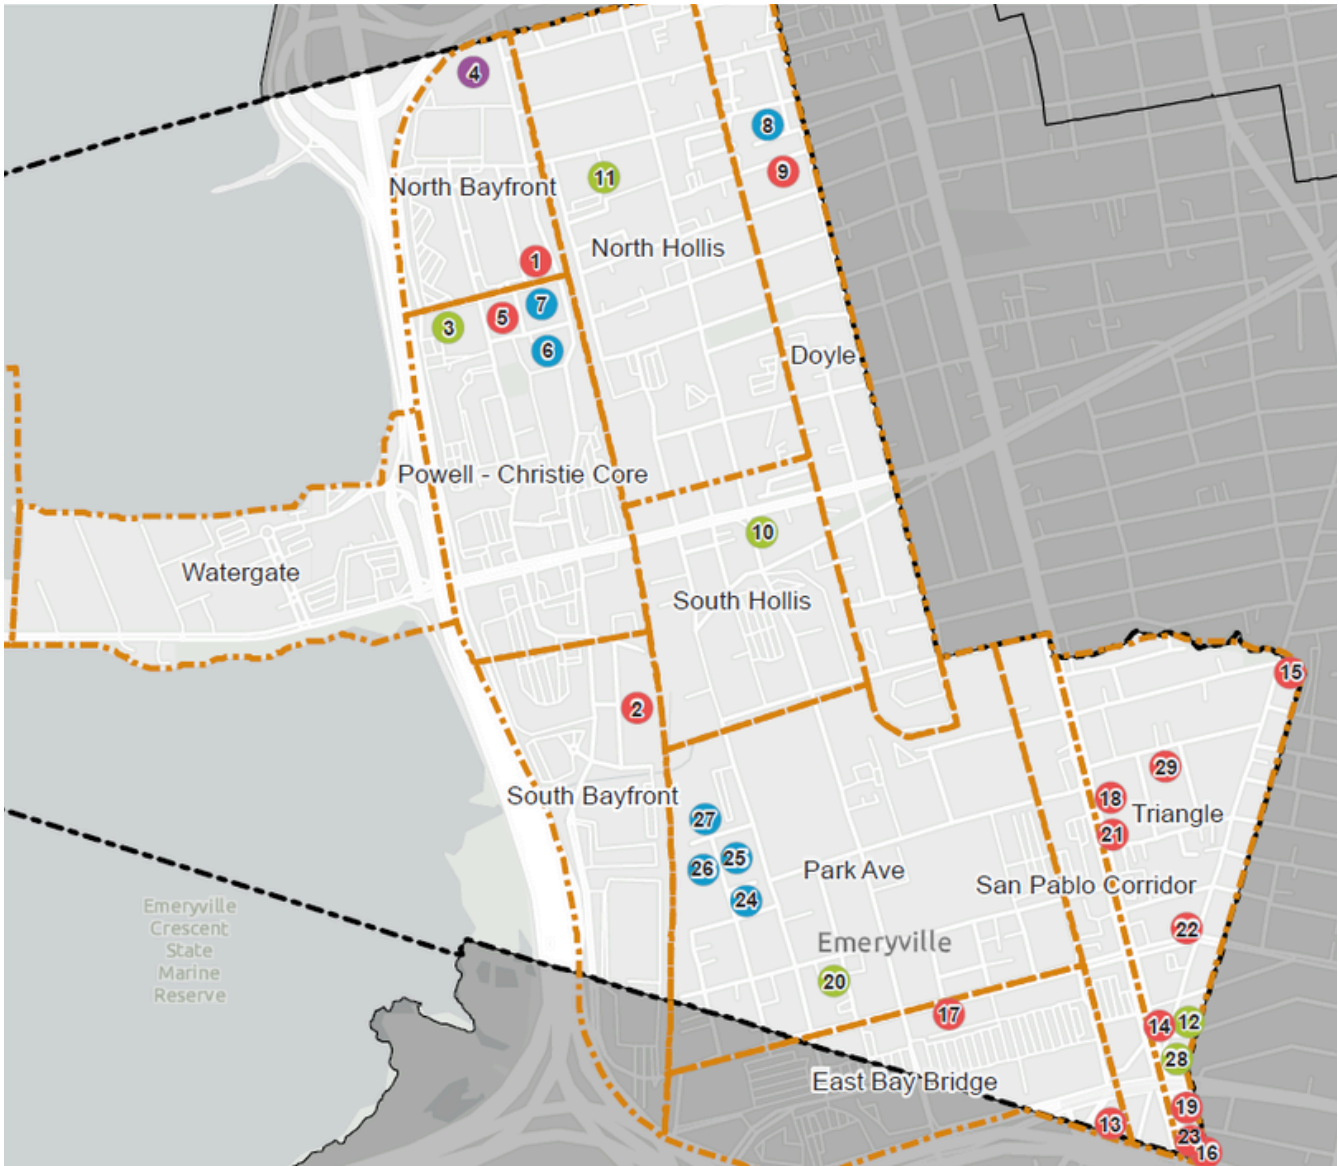 4
8
11
9
North Bayfront
North Hollis
1
7
5
3
6
Doyle
Powell - Christie Core
10
Watergate
South Hollis
15
2
29
18
South Bayfront
Triangle
27
21
25
26
Park Ave
San Pablo Corridor
24
Emeryville
Crescent
State
Marine
Reserve
22
Emeryville
20
17
12
14
28
East Bay Bridge
19
13
23
16